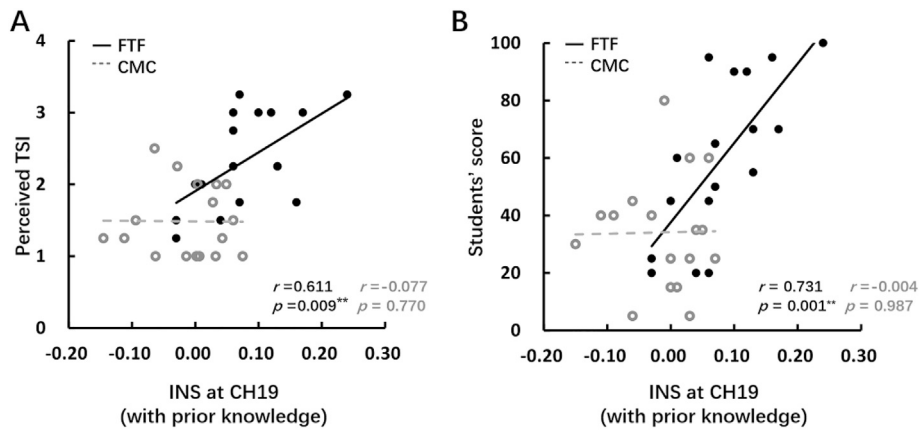 A
FTF
CMC
4
3
2
1
0
Perceived TSI
r=0.611 r=-0.077
p=0.009** p= 0.770
-0.20 -0.10 0.00 0.10 0.20 0.30
INS at CH19
(with prior knowledge)
B
FTF
CMC
100
80
60
40
20
0
Students' score
r= 0.731 r=-0.004
p= 0.001** p= 0.987
-0.20 -0.10 0.00 0.10 0.20 0.30
INS at CH19
(with prior knowledge)